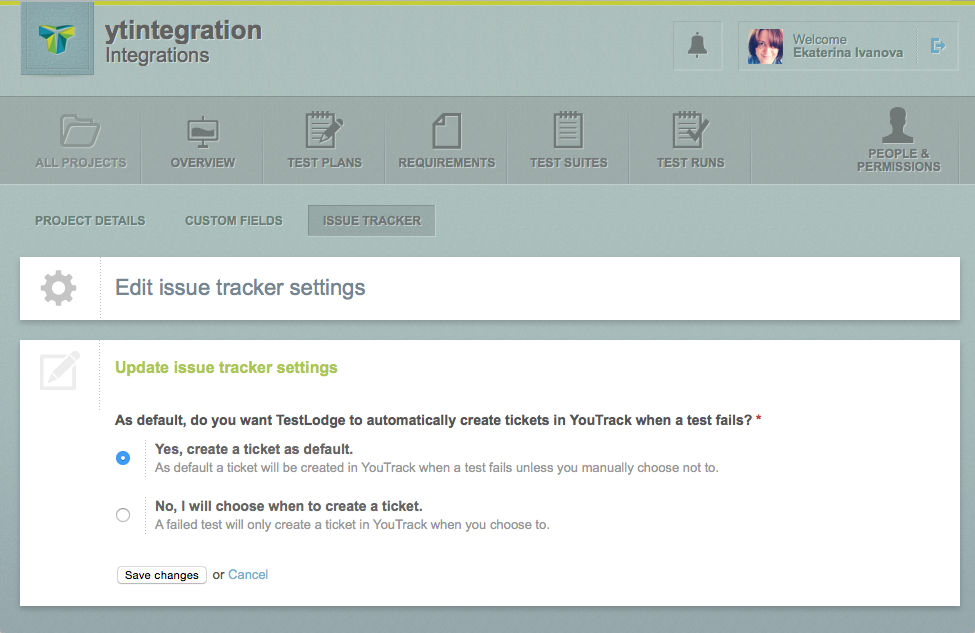 ytintegration
Integrations
Welcome
Ekaterina Ivanova
ALL PROJECTS
OVERVIEW
TEST PLANS
REQUIREMENTS
TEST SUITES
TEST RUNS
PEOPLE &
PERMISSIONS
PROJECT DETAILS
CUSTOM FIELDS
ISSUE TRACKER
Edit issue tracker settings
Update issue tracker settings
As default, do you want TestLodge to automatically create tickets in YouTrack when a test fails? *
Yes, create a ticket as default.
As default a ticket will be created in YouTrack when a test fails unless you manually choose not to.
No, I will choose when to create a ticket.
A failed test will only create a ticket in YouTrack when you choose to.
Save changes or Cancel